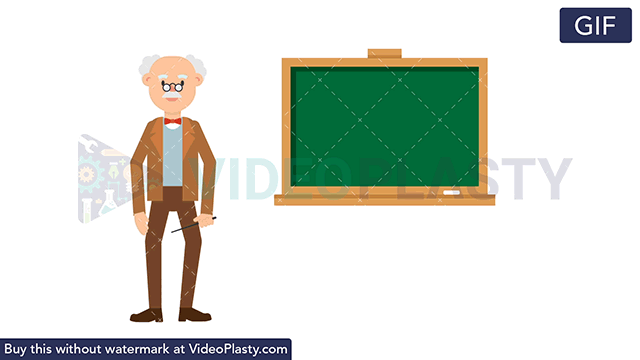 GIF
VIDEOPLASTY
Buy this without watermark at VideoPlasty.com